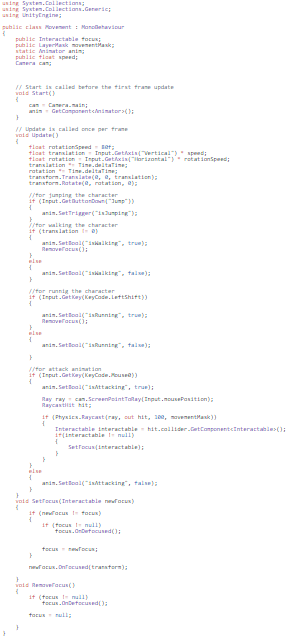 using System.Collections;
using System.Collections.Generic;
using UnityEngine;
public class Movement : MonoBehaviour
{
public Interactable focus;
public LayerMask movementMask;
static Animator anim;
public float speed;
Camera cam;
// Start is called before the first frame update
void Start()
{
cam = Camera.main;
anim = GetComponent<Animator>();
}
// Update is called once per frame
void Update()
{
float rotationSpeed = 80f;
float translation = Input.GetAxis("Vertical") * speed;
float rotation = Input.GetAxis("Horizontal") * rotationSpeed;
translation *= Time.deltaTime;
rotation *= Time.deltaTime;
transform.Translate(0, 0, translation);
transform.Rotate(0, rotation, 0);
//for jumping the character
if (Input.GetButtonDown("Jump"))
{
anim.SetTrigger("isJumping");
}
//for walking the character
if (translation != 0)
{
anim.SetBool("isWalking", true);
RemoveFocus();
}
else
{
anim.SetBool("isWalking", false);
}
//for runnig the character
if (Input.GetKey(KeyCode.LeftShift))
{
anim.SetBool("isRunning", true);
RemoveFocus();
}
else
{
anim.SetBool("isRunning", false);
}
//for attack animation
if (Input.GetKey(KeyCode.Mouse0))
{
anim.SetBool("isAttacking", true);
Ray ray = cam.ScreenPointToRay(Input.mousePosition);
RaycastHit hit;
if (Physics.Raycast(ray, out hit, 100, movementMask))
{
Interactable interactable = hit.collider.GetComponent<Interactable>();
if(interactable != null)
{
SetFocus(interactable);
}
}
}
else
{
anim.SetBool("isAttacking", false);
}
}
void SetFocus(Interactable newFocus)
{
if (newFocus != focus)
{
if (focus != null)
focus.OnDefocused();
focus = newFocus;
}
newFocus.OnFocused(transform);
}
void RemoveFocus()
{
if (focus != null)
focus.OnDefocused();
focus = null;
}
}